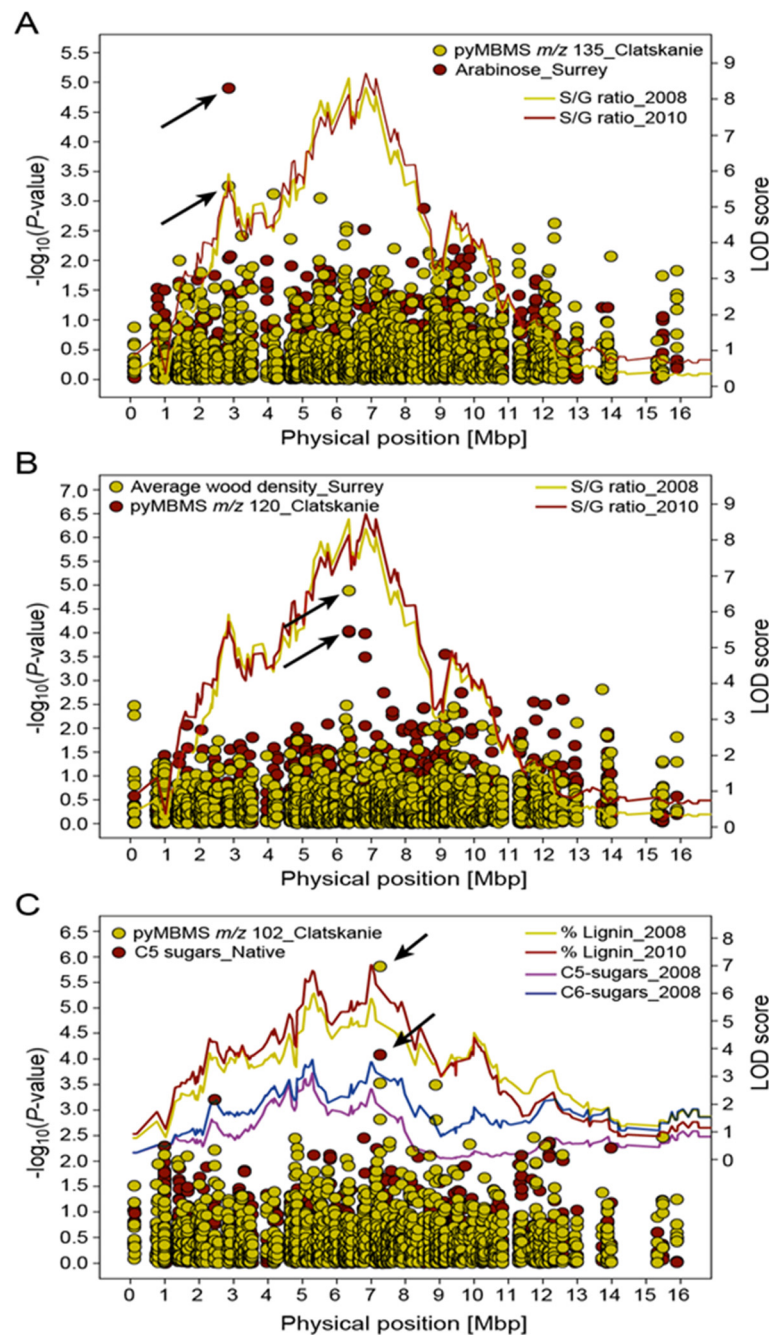 A
pyMBMS m/z 135_Clatskanie
Arabinose_Surrey
S/G ratio_2008
S/G ratio_2010
-log10(P-value)
5.5
5.0
4.5
4.0
3.5
3.0
2.5
2.0
1.5
1.0
0.5
0.0
LOD score
9
8
7
6
5
4
3
2
1
0
0 1 2 3 4 5 6 7 8 9 10 11 12 13 14 15 16
Physical position [Mbp]
B
Average wood density_Surrey
pyMBMS m/z 120_Clatskanie
S/G ratio_2008
S/G ratio_2010
-log10(P-value)
7.0
6.5
6.0
5.5
5.0
4.5
4.0
3.5
3.0
2.5
2.0
1.5
1.0
0.5
0.0
LOD score
9
8
7
6
5
4
3
2
1
0
0 1 2 3 4 5 6 7 8 9 10 11 12 13 14 15 16
Physical position [Mbp]
C
pyMBMS m/z 102_Clatskanie
C5 sugars_Native
% Lignin_2008
% Lignin_2010
C5-sugars_2008
C6-sugars_2008
-log10(P-value)
6.5
6.0
5.5
5.0
4.5
4.0
3.5
3.0
2.5
2.0
1.5
1.0
0.5
0.0
LOD score
8
7
6
5
4
3
2
1
0
0 1 2 3 4 5 6 7 8 9 10 11 12 13 14 15 16
Physical position [Mbp]